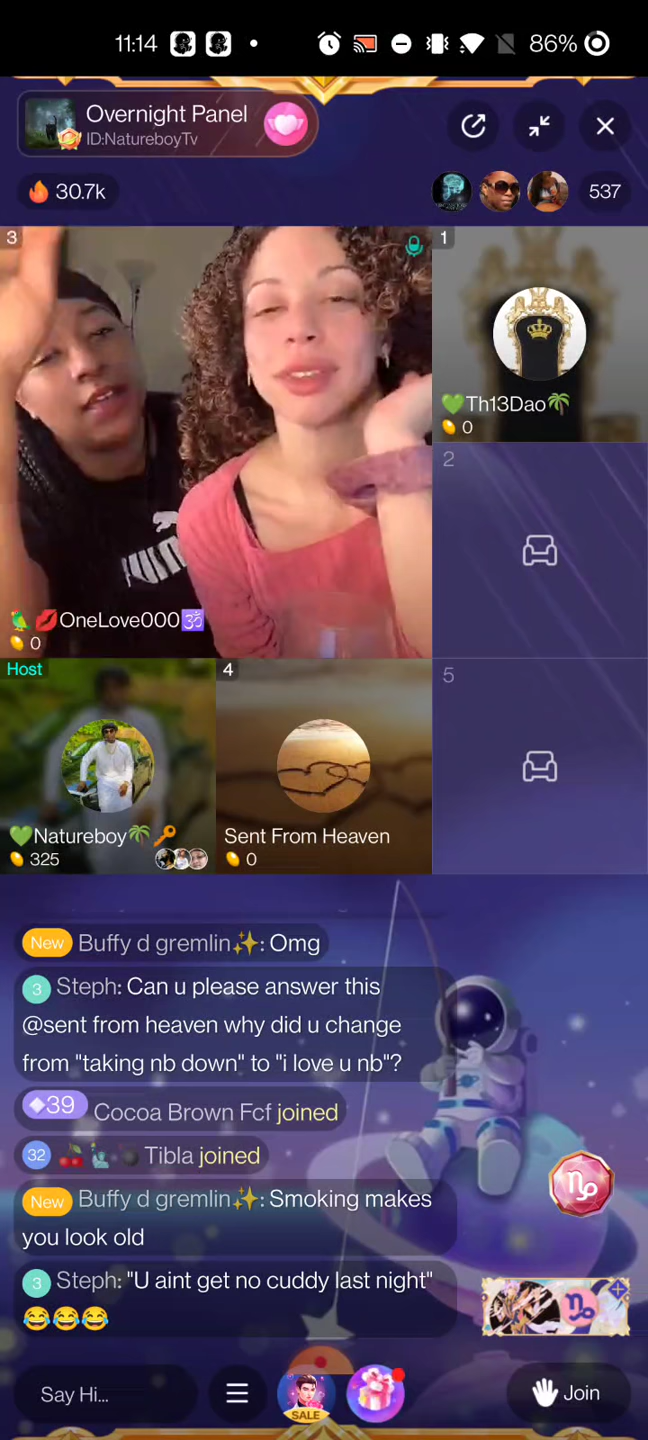 11:14
86%
Overnight Panel
ID:NatureboyTv
30.7k
537
3
1
💚Th13Dao🌴
0
2
PUMA
🦜💋OneLove000🕉
0
Host
4
5
💚Natureboy🌴🔑
325
Sent From Heaven
0
New Buffy d gremlin✨: Omg
3 Steph: Can u please answer this
@sent from heaven why did u change
from "taking nb down" to "i love u nb"?
39 Cocoa Brown Fcf joined
32 🍒🗽💣 Tibla joined
New Buffy d gremlin✨: Smoking makes
you look old
3 Steph: "U aint get no cuddy last night"
😂😂😂
Say Hi...
SALE
Join